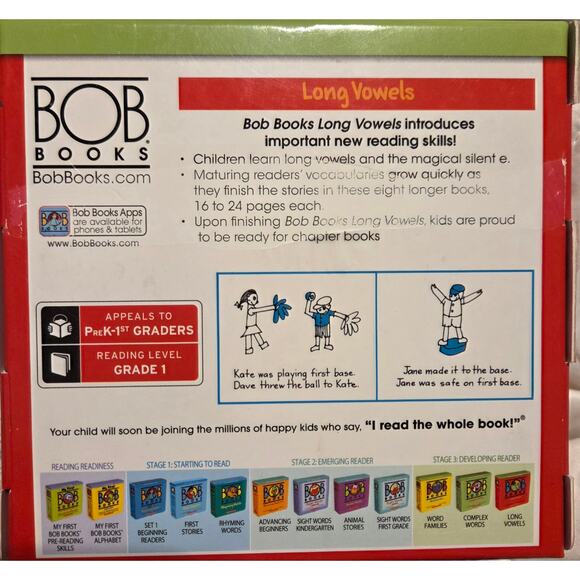 BOB
BOOKS
BobBooks.com
Bob Books Apps
are available for
phones & tablets
www.BobBooks.com
Long Vowels
Bob Books Long Vowels introduces
important new reading skills!
• Children learn long vowels and the magical silent e.
• Maturing readers' vocabularies grow quickly as
they finish the stories in these eight longer books,
16 to 24 pages each.
• Upon finishing Bob Books Long Vowels, kids are proud
to be ready for chapter books
APPEALS TO
PreK-1ST GRADERS
READING LEVEL
GRADE 1
Kate was playing first base.
Dave threw the ball to Kate.
Jane made it to the base.
Jane was safe on first base.
Your child will soon be joining the millions of happy kids who say, "I read the whole book!"®
READING READINESS
MY FIRST
BOB BOOKS®
PRE-READING
SKILLS
MY FIRST
BOB BOOKS®
ALPHABET
STAGE 1: STARTING TO READ
SET 1
BEGINNING
READERS
FIRST
STORIES
RHYMING
WORDS
STAGE 2: EMERGING READER
ADVANCING
BEGINNERS
SIGHT WORDS
KINDERGARTEN
ANIMAL
STORIES
SIGHT WORDS
FIRST GRADE
STAGE 3: DEVELOPING READER
WORD
FAMILIES
COMPLEX
WORDS
LONG
VOWELS